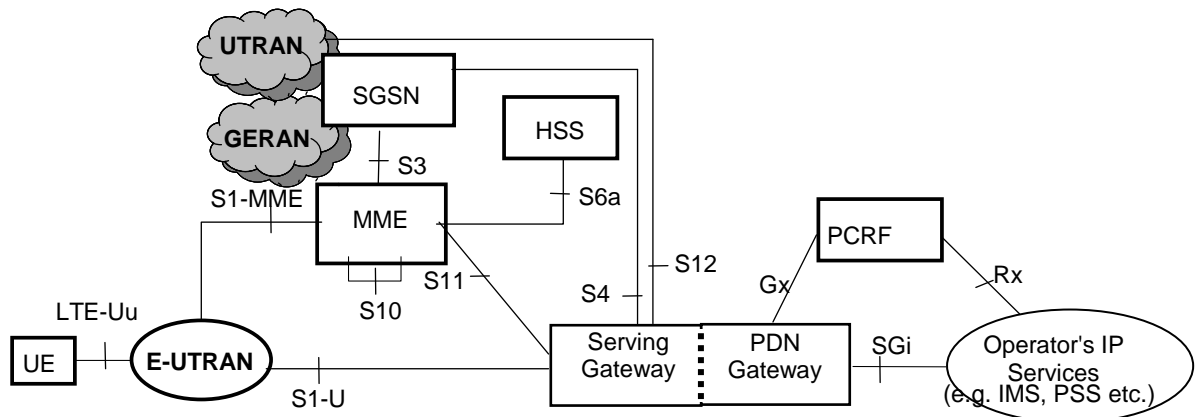 UTRAN
SGSN
HSS
GERAN
S3
S1-MME
S6a
MME
PCRF
S11
S12
S10
S4
Gx
Rx
LTE-Uu
UE
E-UTRAN
Serving
Gateway
PDN
Gateway
SGi
Operator's IP
Services
(e.g. IMS, PSS etc.)
S1-U